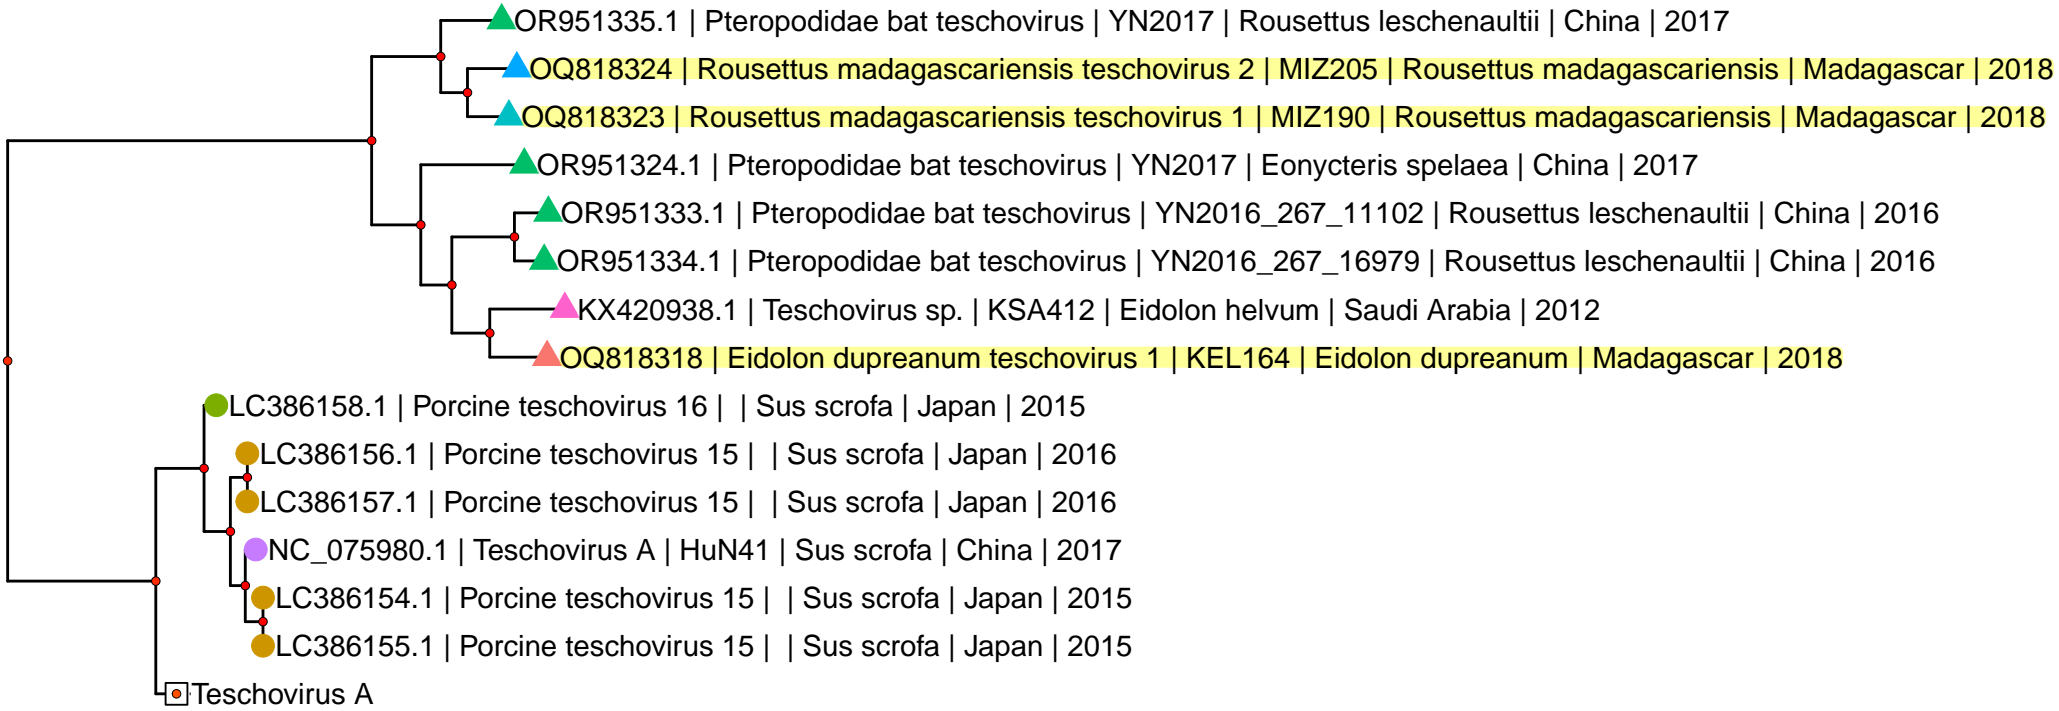 OR951335.1 | Pteropodidae bat teschovirus | YN2017 | Rousettus leschenaultii | China | 2017
OQ818324 | Rousettus madagascariensis teschovirus 2 | MIZ205 | Rousettus madagascariensis | Madagascar | 2018
OQ818323 | Rousettus madagascariensis teschovirus 1 | MIZ190 | Rousettus madagascariensis | Madagascar | 2018
OR951324.1 | Pteropodidae bat teschovirus | YN2017 | Eonycteris spelaea | China | 2017
OR951333.1 | Pteropodidae bat teschovirus | YN2016_267_11102 | Rousettus leschenaultii | China | 2016
OR951334.1 | Pteropodidae bat teschovirus | YN2016_267_16979 | Rousettus leschenaultii | China | 2016
KX420938.1 | Teschovirus sp. | KSA412 | Eidolon helvum | Saudi Arabia | 2012
OQ818318 | Eidolon dupreanum teschovirus 1 | KEL164 | Eidolon dupreanum | Madagascar | 2018
LC386158.1 | Porcine teschovirus 16 |  | Sus scrofa | Japan | 2015
LC386156.1 | Porcine teschovirus 15 |  | Sus scrofa | Japan | 2016
LC386157.1 | Porcine teschovirus 15 |  | Sus scrofa | Japan | 2016
NC_075980.1 | Teschovirus A | HuN41 | Sus scrofa | China | 2017
LC386154.1 | Porcine teschovirus 15 |  | Sus scrofa | Japan | 2015
LC386155.1 | Porcine teschovirus 15 |  | Sus scrofa | Japan | 2015
Teschovirus A